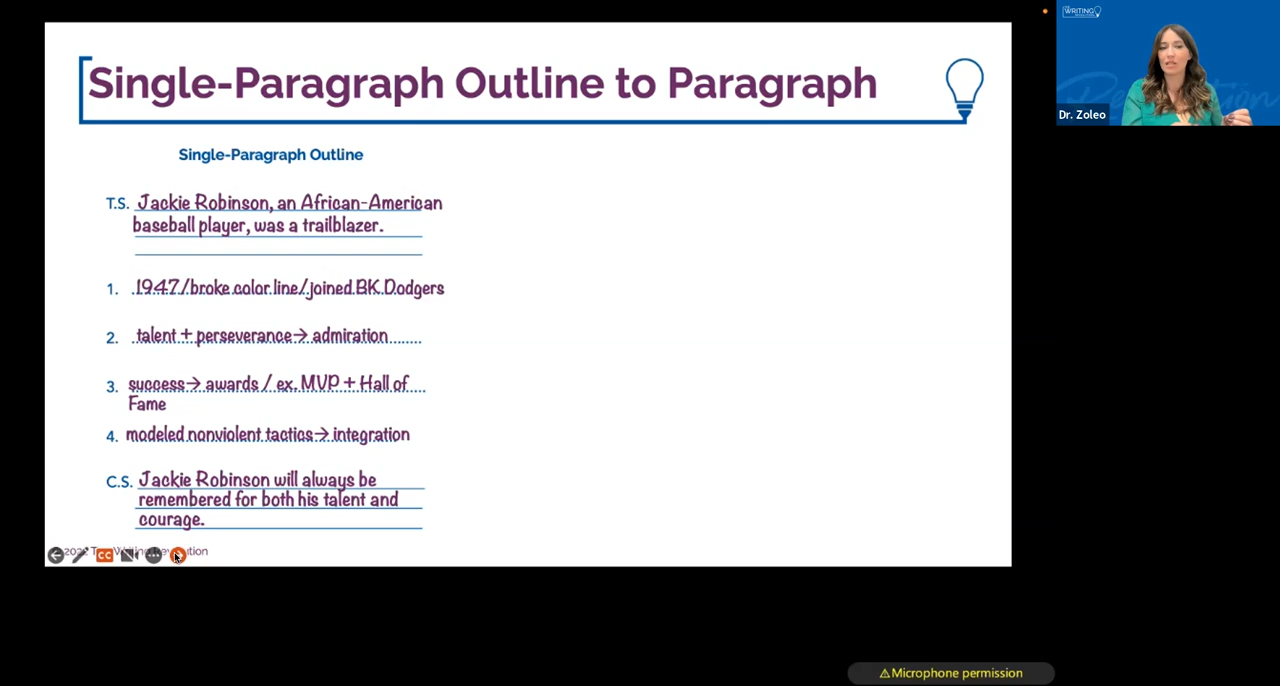 WRITING
Dr. Zoleo
Single-Paragraph Outline to Paragraph
Single-Paragraph Outline
T.S. Jackie Robinson, an African-American
baseball player, was a trailblazer.
1. 1947/broke color line/joined BK Dodgers
2. talent + perseverance→ admiration
3. success→ awards / ex. MVP + Hall of
Fame
4. modeled nonviolent tactics→ integration
C.S. Jackie Robinson will always be
remembered for both his talent and
courage.
CC
⚠Microphone permission